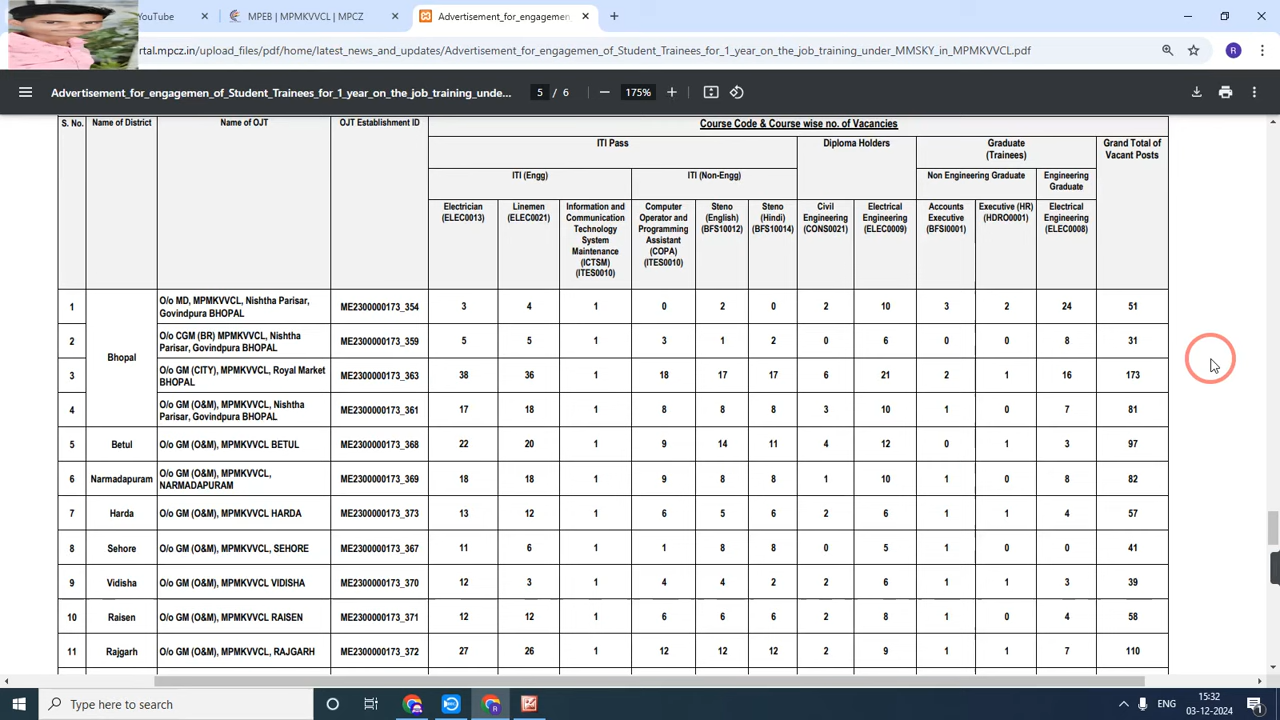 YouTube
MPEB | MPMKVVCL | MPCZ
Advertisement_for_engagemen
rtal.mpcz.in/upload_files/pdf/home/latest_news_and_updates/Advertisement_for_engagemen_of_Student_Trainees_for_1_year_on_the_job_training_under_MMSKY_in_MPMKVVCL.pdf
R
Advertisement_for_engagemen_of_Student_Trainees_for_1_year_on_the_job_training_unde...
5 / 6
175%
S. No. Name of District Name of OJT OJT Establishment ID Course Code & Course wise no. of Vacancies
ITI Pass Diploma Holders Graduate (Trainees) Grand Total of Vacant Posts
ITI (Engg) ITI (Non-Engg) Non Engineering Graduate Engineering Graduate
Electrician (ELEC0013) Linemen (ELEC0021) Information and Communication Technology System Maintenance (ICTSM) (ITES0010) Computer Operator and Programing Assistant (COPA) (ITES0010) Steno (English) (BFS10012) Steno (Hindi) (BFS10014) Civil Engineering (CONS0021) Electrical Engineering (ELEC0009) Accounts Executive (BFSI0001) Executive (HR) (HDRO0001) Electrical Engineering (ELEC0008)
1 O/o MD, MPMKVVCL, Nishtha Parisar, Govindpura BHOPAL ME2300000173_354 3 4 1 0 2 0 2 10 3 2 24 51
2 O/o CGM (BR) MPMKVVCL, Nishtha Parisar, Govindpura BHOPAL ME2300000173_359 5 5 1 3 1 2 0 6 0 0 8 31
Bhopal
3 O/o GM (CITY), MPMKVVCL, Royal Market BHOPAL ME2300000173_363 38 36 1 18 17 17 6 21 2 1 16 173
4 O/o GM (O&M), MPMKVVCL, Nishtha Parisar, Govindpura BHOPAL ME2300000173_361 17 18 1 8 8 8 3 10 1 0 7 81
5 Betul O/o GM (O&M), MPMKVVCL BETUL ME2300000173_368 22 20 1 9 14 11 4 12 0 1 3 97
6 Narmadapuram O/o GM (O&M), MPMKVVCL, NARMADAPURAM ME2300000173_369 18 18 1 9 8 8 1 10 1 0 8 82
7 Harda O/o GM (O&M), MPMKVVCL HARDA ME2300000173_373 13 12 1 6 5 6 2 6 1 1 4 57
8 Sehore O/o GM (O&M), MPMKVVCL, SEHORE ME2300000173_367 11 6 1 1 8 8 0 5 1 0 0 41
9 Vidisha O/o GM (O&M), MPMKVVCL VIDISHA ME2300000173_370 12 3 1 4 4 2 2 6 1 1 3 39
10 Raisen O/o GM (O&M), MPMKVVCL RAISEN ME2300000173_371 12 12 1 6 6 6 2 8 1 0 4 58
11 Rajgarh O/o GM (O&M), MPMKVVCL, RAJGARH ME2300000173_372 27 26 1 12 12 12 2 9 1 1 7 110
Type here to search
ENG
15:32
03-12-2024
1